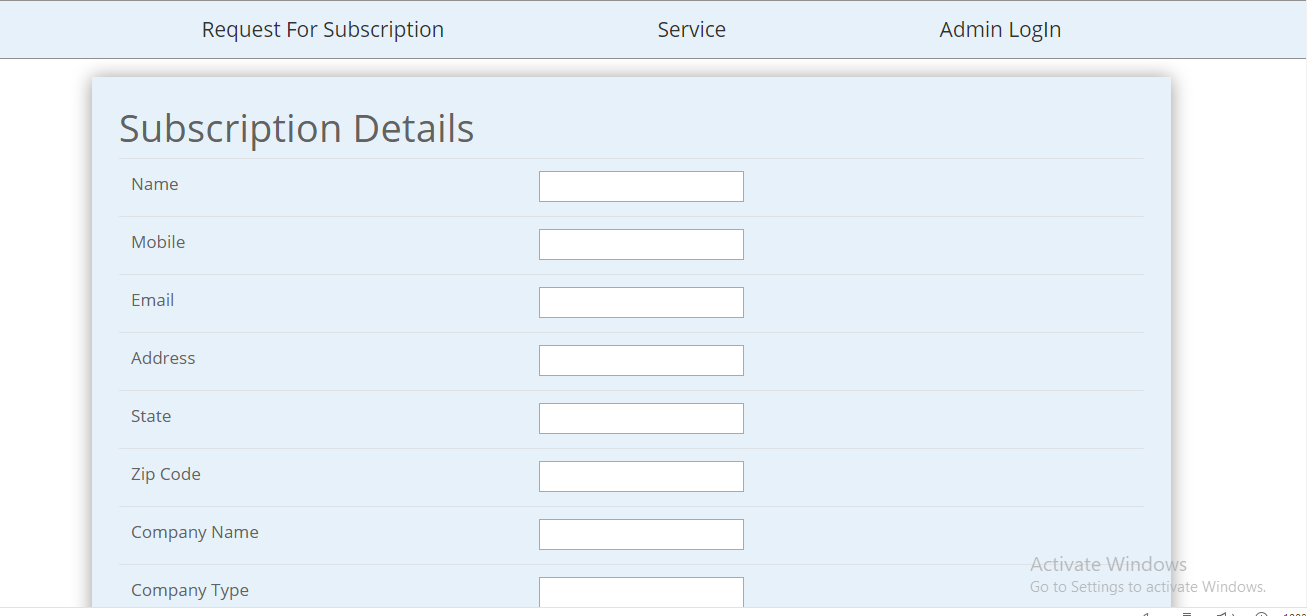 Request For Subscription
Service
Admin LogIn
Subscription Details
Name
Mobile
Email
Address
State
Zip Code
Company Name
Company Type
Activate Windows
Go to Settings to activate Windows.